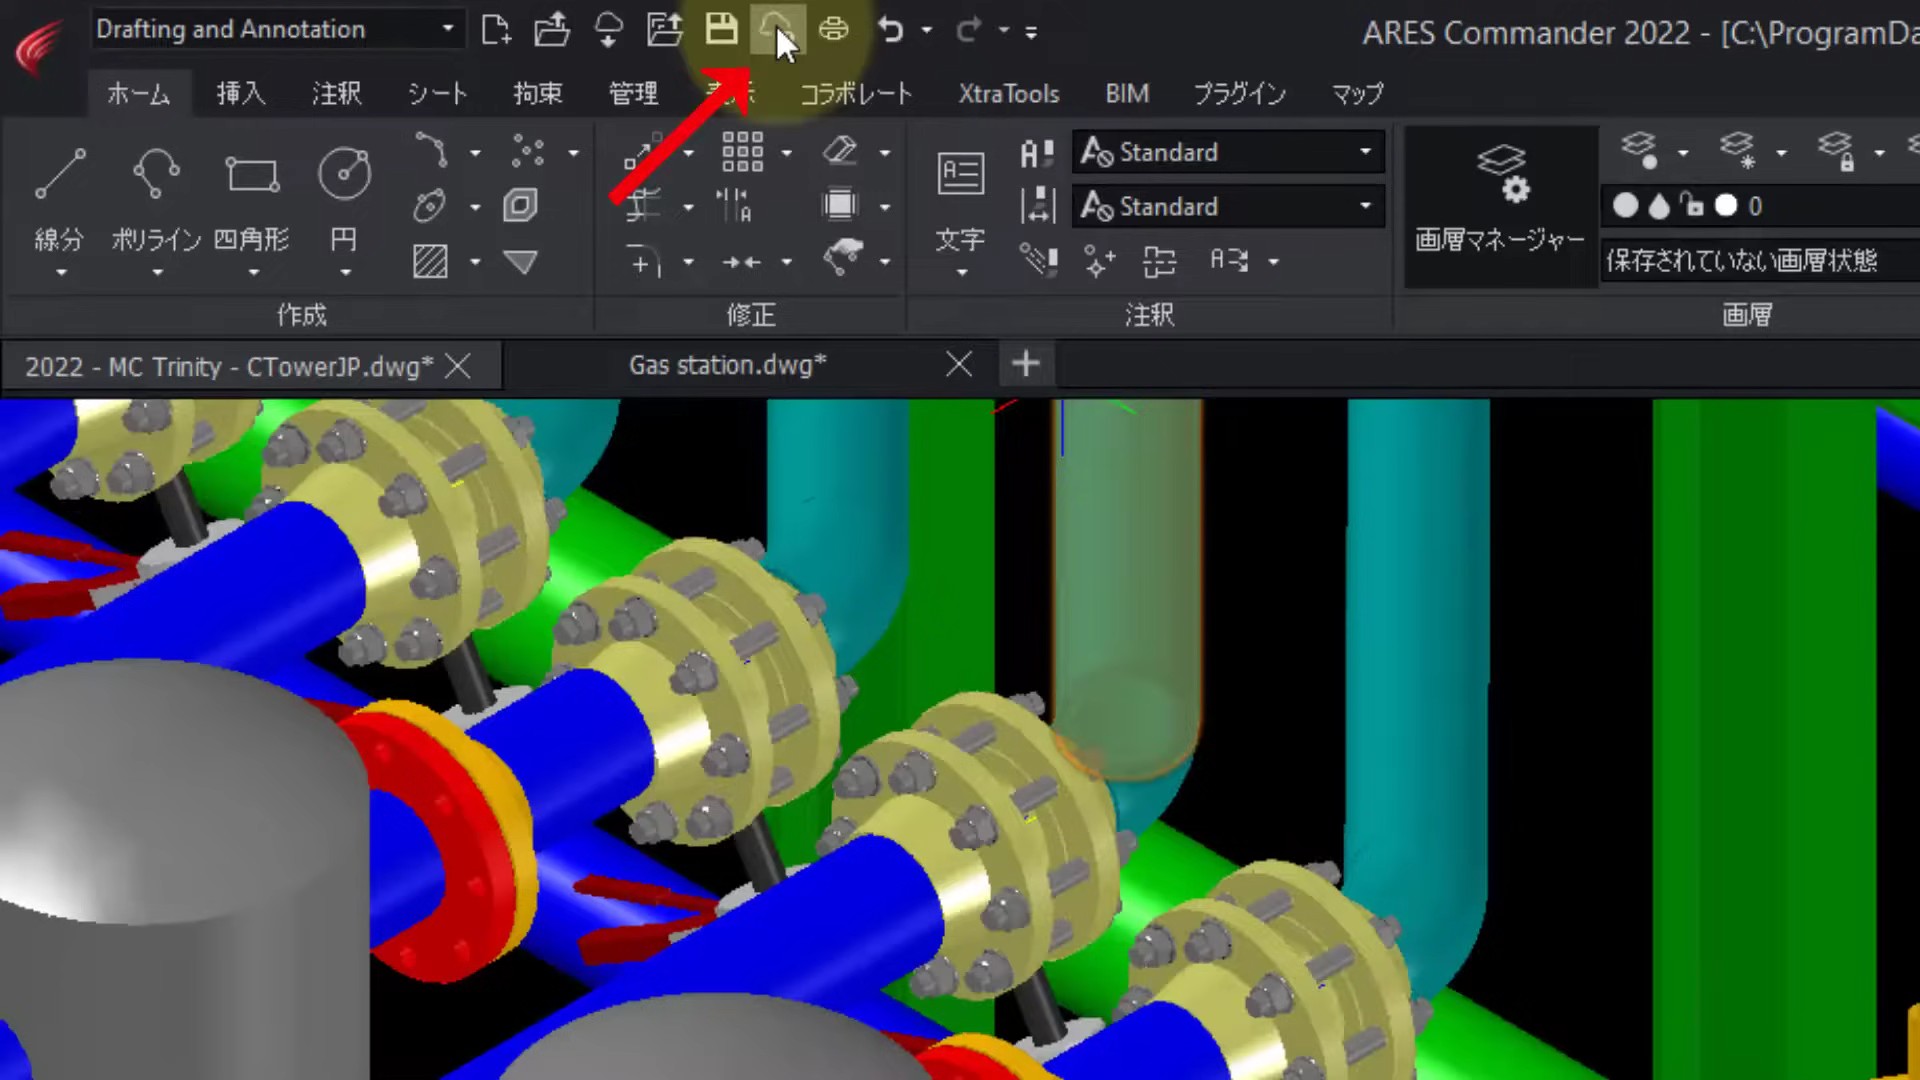 Drafting and Annotation
ARES Commander 2022 - [C:\ProgramDa
ホーム 挿入 注釈 シート 拘束 管理 表示 コラボレート XtraTools BIM プラグイン マップ
Standard
Standard
0
線分 ポリライン 四角形 円 文字 画層マネージャー
保存されていない画層状態
作成 修正 注釈 画層
2022 - MC Trinity - CTowerJP.dwg* Gas station.dwg*